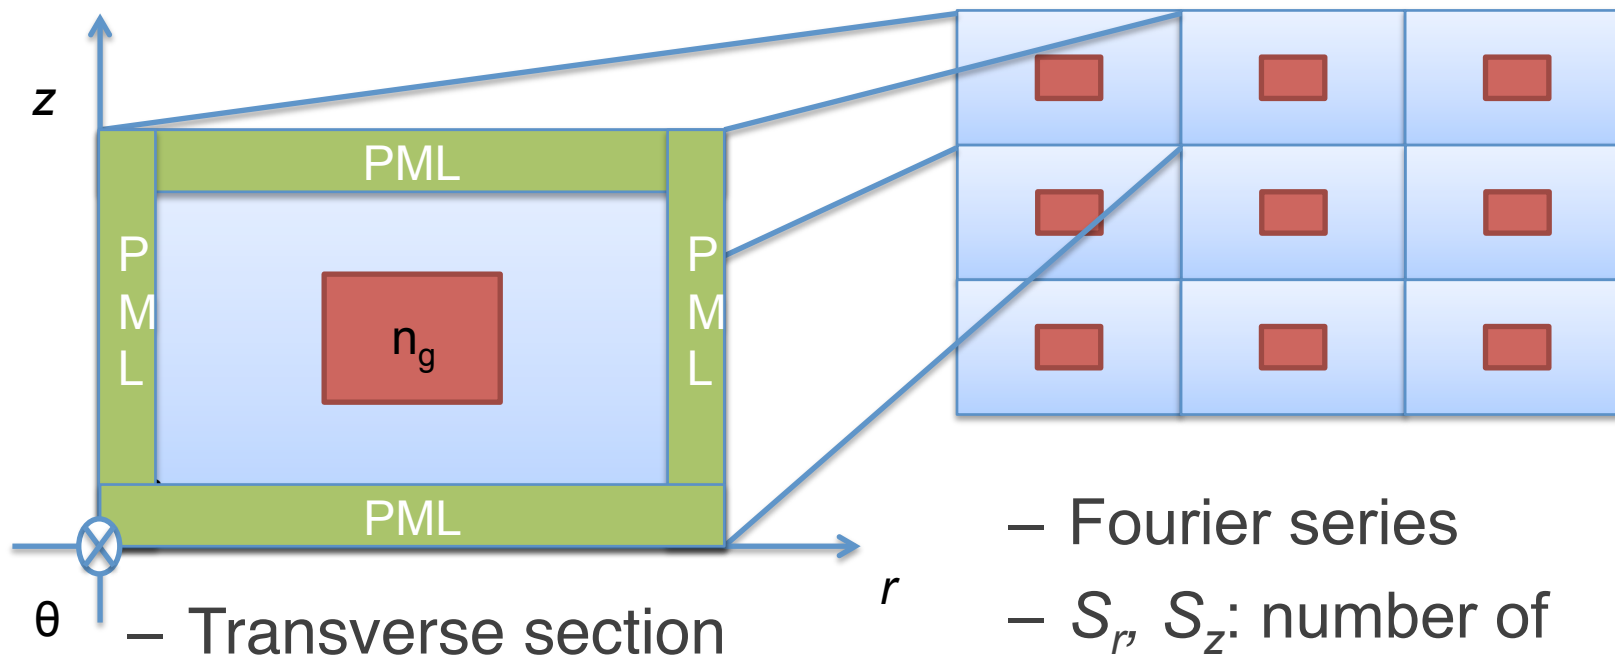 z
PML
P
M
L
P
M
L
n_g
PML
r
θ
– Transverse section
– Fourier series
– S_r, S_z: number of